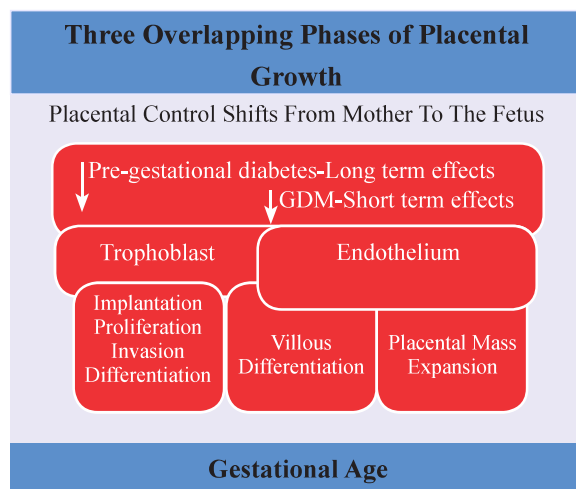 Three Overlapping Phases of Placental
Growth
Placental Control Shifts From Mother To The Fetus
Pre-gestational diabetes-Long term effects
GDM-Short term effects
Trophoblast
Endothelium
Implantation
Proliferation
Invasion
Differentiation
Villous
Differentiation
Placental Mass
Expansion
Gestational Age